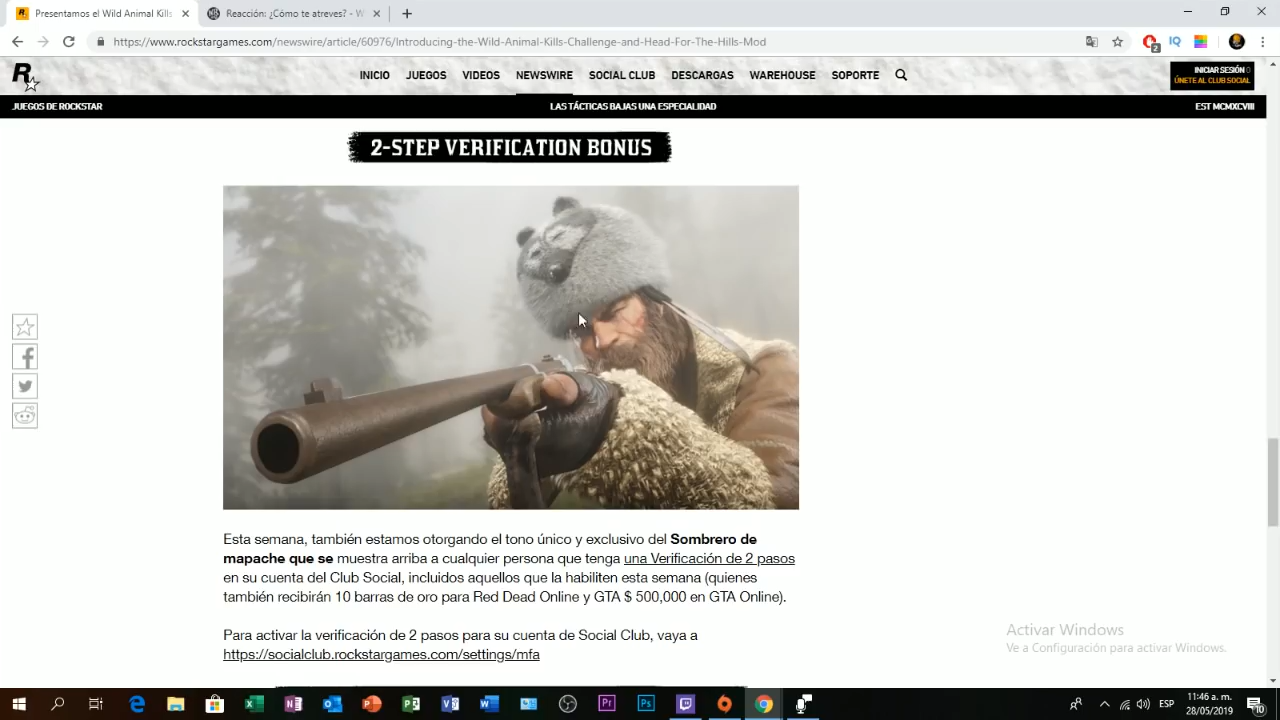 Presentamos el Wild Animal Kills
Reacción: ¿Cómo te atreves? - W
https://www.rockstargames.com/newswire/article/60976/Introducing-the-Wild-Animal-Kills-Challenge-and-Head-For-The-Hills-Mod
2
IQ
R
INICIO JUEGOS VIDEOS NEWSWIRE SOCIAL CLUB DESCARGAS WAREHOUSE SOPORTE
INICIAR SESIÓN
ÚNETE AL CLUB SOCIAL
JUEGOS DE ROCKSTAR LAS TÁCTICAS BAJAS UNA ESPECIALIDAD EST MCMXCVIII
2-STEP VERIFICATION BONUS
Esta semana, también estamos otorgando el tono único y exclusivo del Sombrero de
mapache que se muestra arriba a cualquier persona que tenga una Verificación de 2 pasos
en su cuenta del Club Social, incluidos aquellos que la habiliten esta semana (quienes
también recibirán 10 barras de oro para Red Dead Online y GTA $ 500,000 en GTA Online).
Para activar la verificación de 2 pasos para su cuenta de Social Club, vaya a
https://socialclub.rockstargames.com/settings/mfa
Activar Windows
Ve a Configuración para activar Windows.
ESP
11:46 a. m.
28/05/2019
10